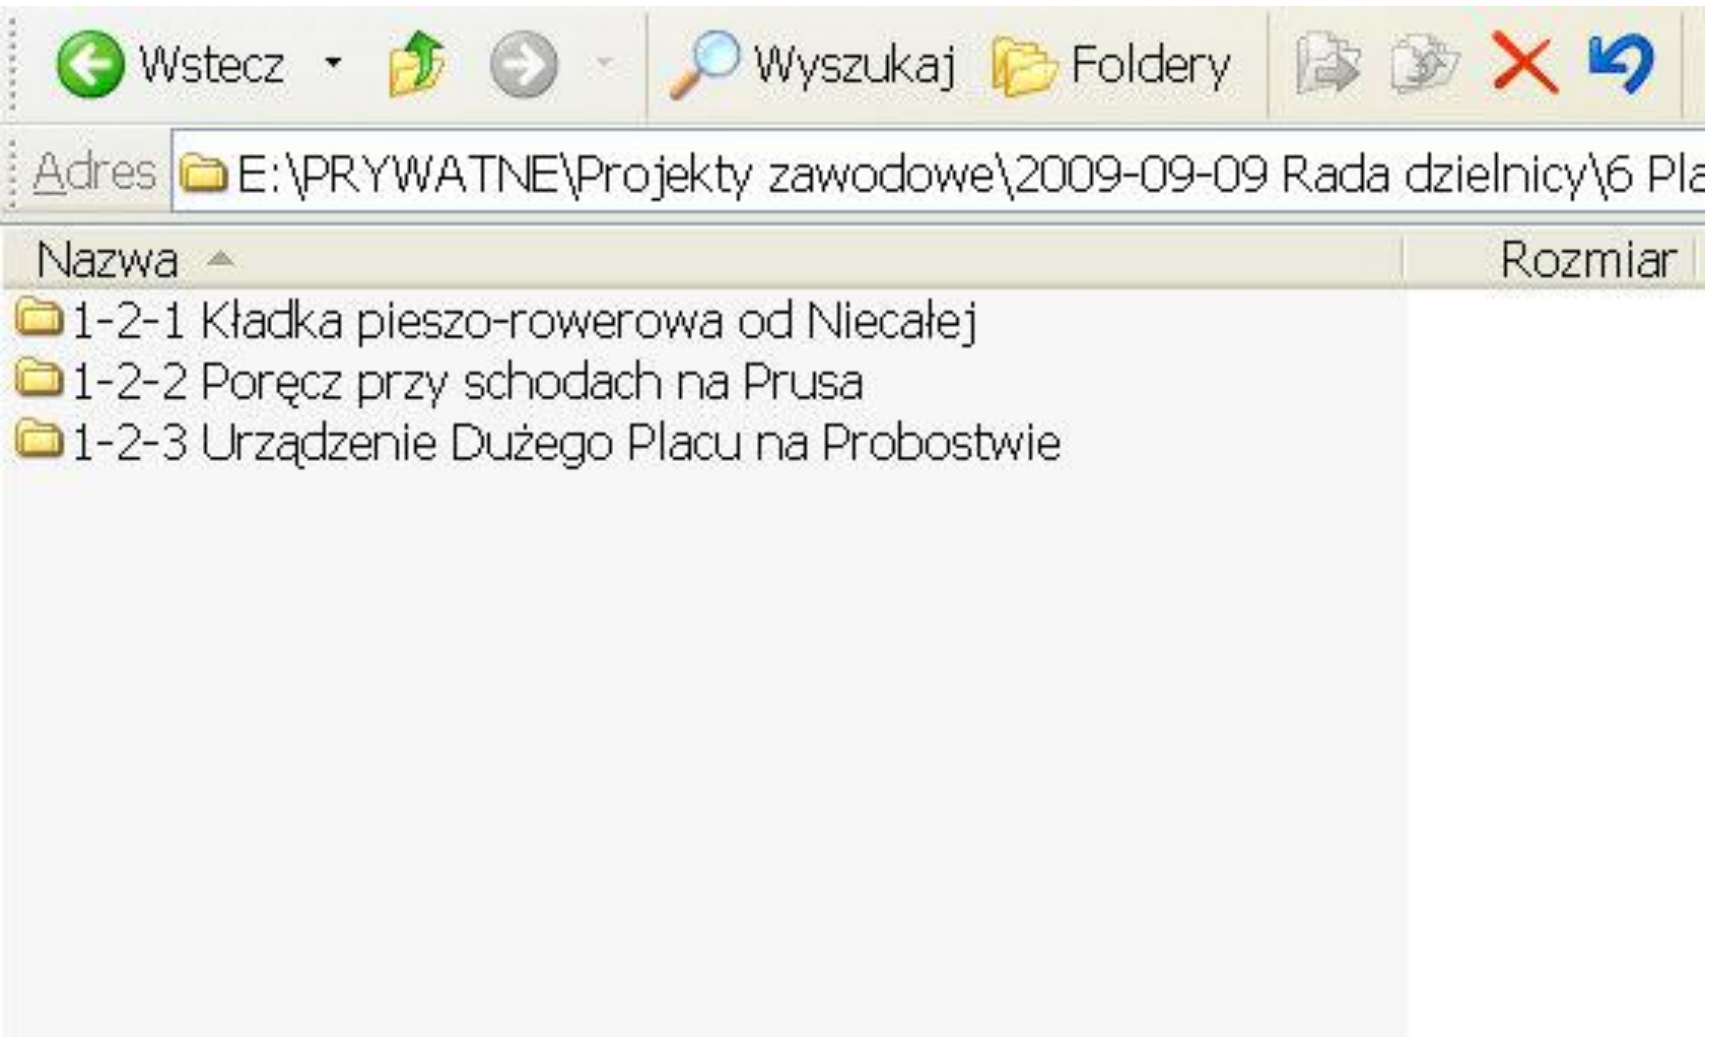 Wstecz Wyszukaj Foldery
Adres E:\PRYWATNE\Projekty zawodowe\2009-09-09 Rada dzielnicy\6 Pla
Nazwa Rozmiar
1-2-1 Kładka pieszo-rowerowa od Niecałej
1-2-2 Poręcz przy schodach na Prusa
1-2-3 Urządzenie Dużego Placu na Probostwie